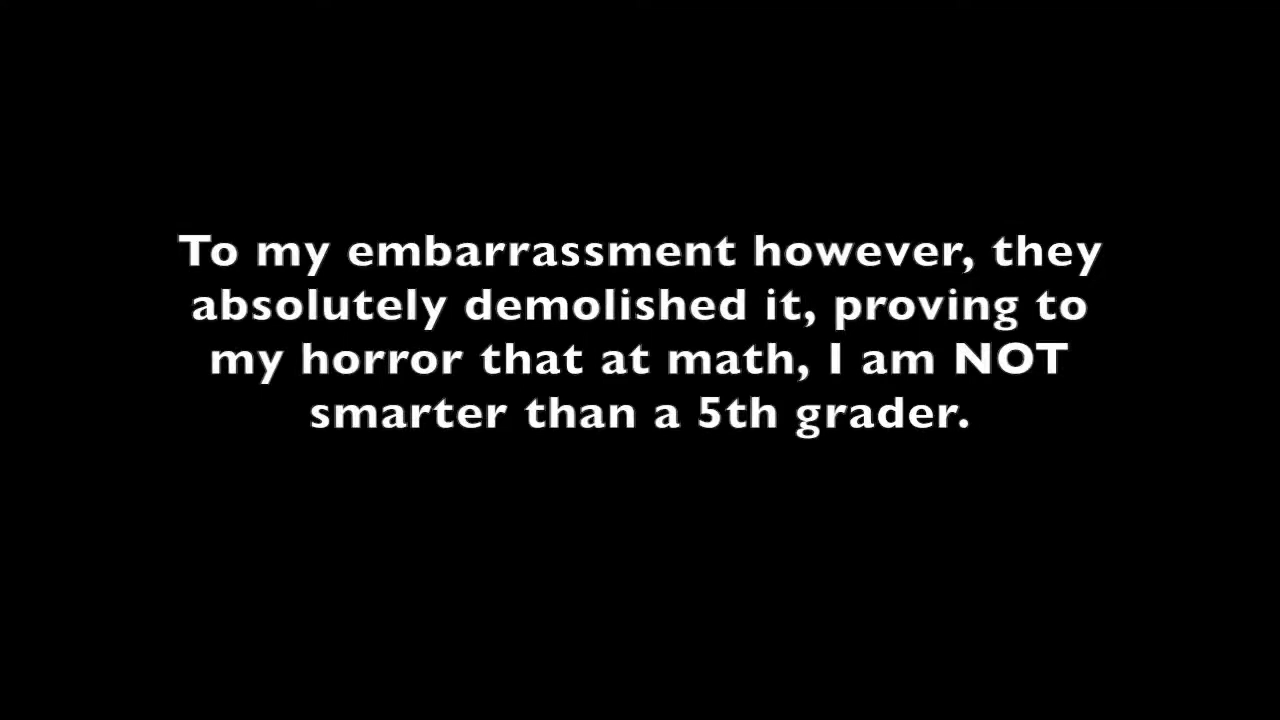 To my embarrassment however, they
absolutely demolished it, proving to
my horror that at math, I am NOT
smarter than a 5th grader.